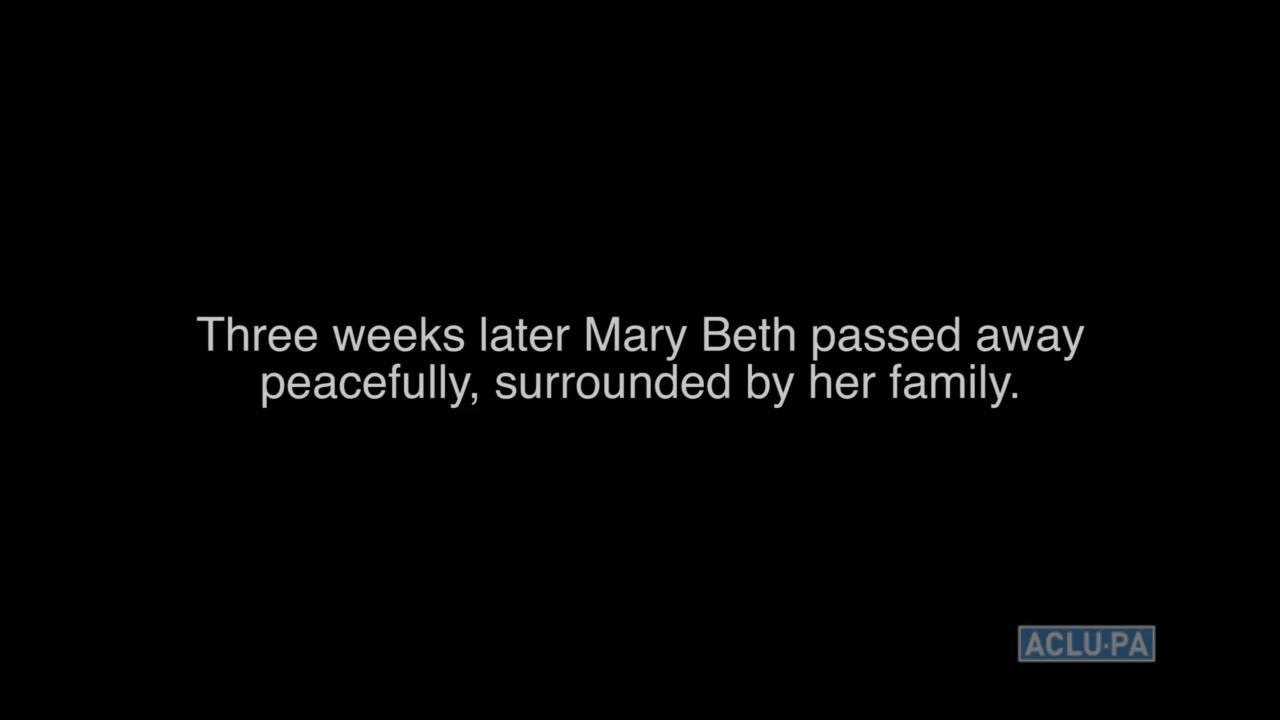 Three weeks later Mary Beth passed away
peacefully, surrounded by her family.
ACLU·PA